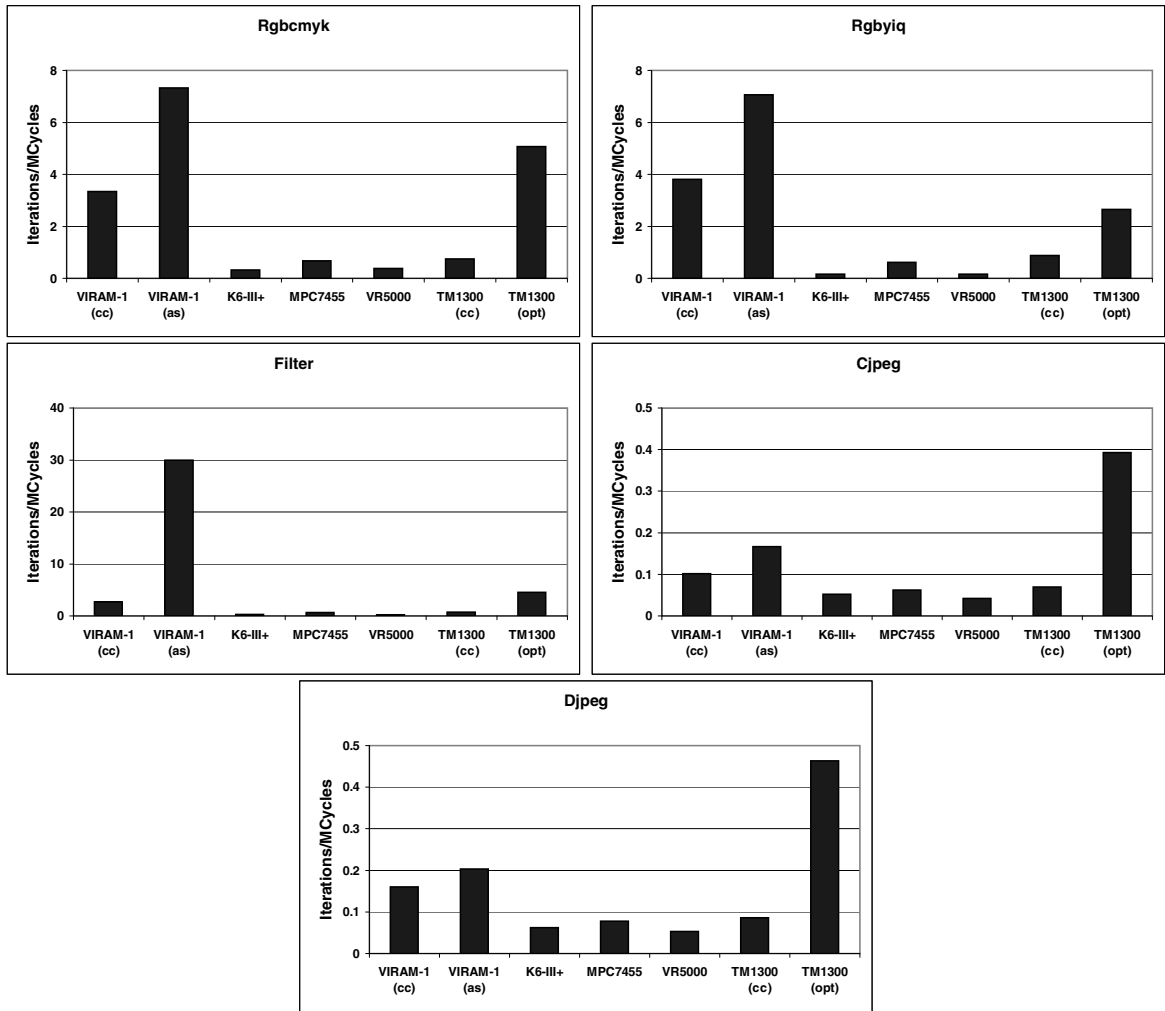 Rgbcmyk
Iterations/MCycles
8
6
4
2
0
VIRAM-1 (cc)
VIRAM-1 (as)
K6-III+
MPC7455
VR5000
TM1300 (cc)
TM1300 (opt)
Rgbyiq
Iterations/MCycles
8
6
4
2
0
VIRAM-1 (cc)
VIRAM-1 (as)
K6-III+
MPC7455
VR5000
TM1300 (cc)
TM1300 (opt)
Filter
Iterations/MCycles
40
30
20
10
0
VIRAM-1 (cc)
VIRAM-1 (as)
K6-III+
MPC7455
VR5000
TM1300 (cc)
TM1300 (opt)
Cjpeg
Iterations/MCycles
0.5
0.4
0.3
0.2
0.1
0
VIRAM-1 (cc)
VIRAM-1 (as)
K6-III+
MPC7455
VR5000
TM1300 (cc)
TM1300 (opt)
Djpeg
Iterations/MCycles
0.5
0.4
0.3
0.2
0.1
0
VIRAM-1 (cc)
VIRAM-1 (as)
K6-III+
MPC7455
VR5000
TM1300 (cc)
TM1300 (opt)